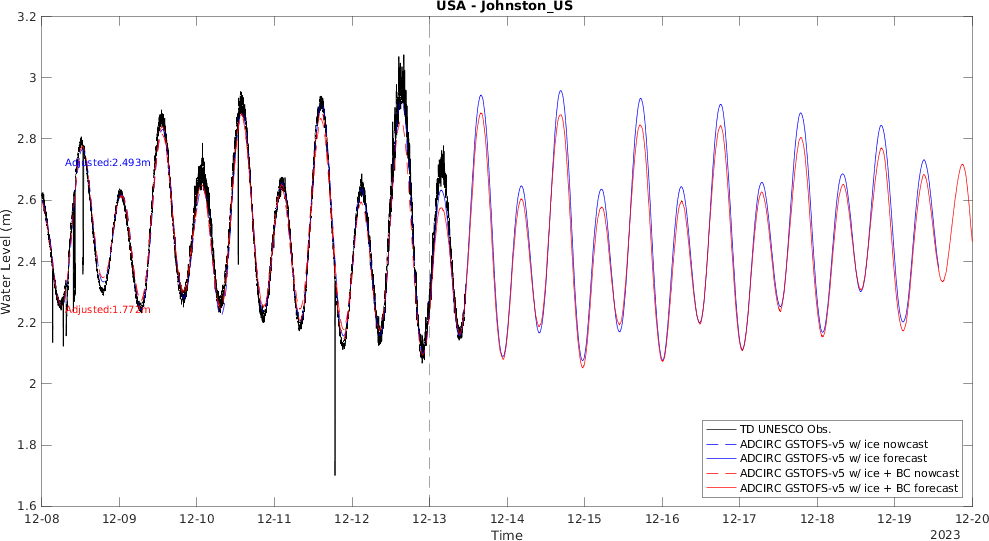 USA - Johnston_US
3.2
3
2.8
2.6
2.4
2.2
2
1.8
1.6
Water Level (m)
Adjusted:2.493m
Adjusted:1.772m
TD UNESCO Obs.
ADCIRC GSTOFS-v5 w/ ice nowcast
ADCIRC GSTOFS-v5 w/ ice forecast
ADCIRC GSTOFS-v5 w/ ice + BC nowcast
ADCIRC GSTOFS-v5 w/ ice + BC forecast
12-08 12-09 12-10 12-11 12-12 12-13 12-14 12-15 12-16 12-17 12-18 12-19 12-20
Time
2023